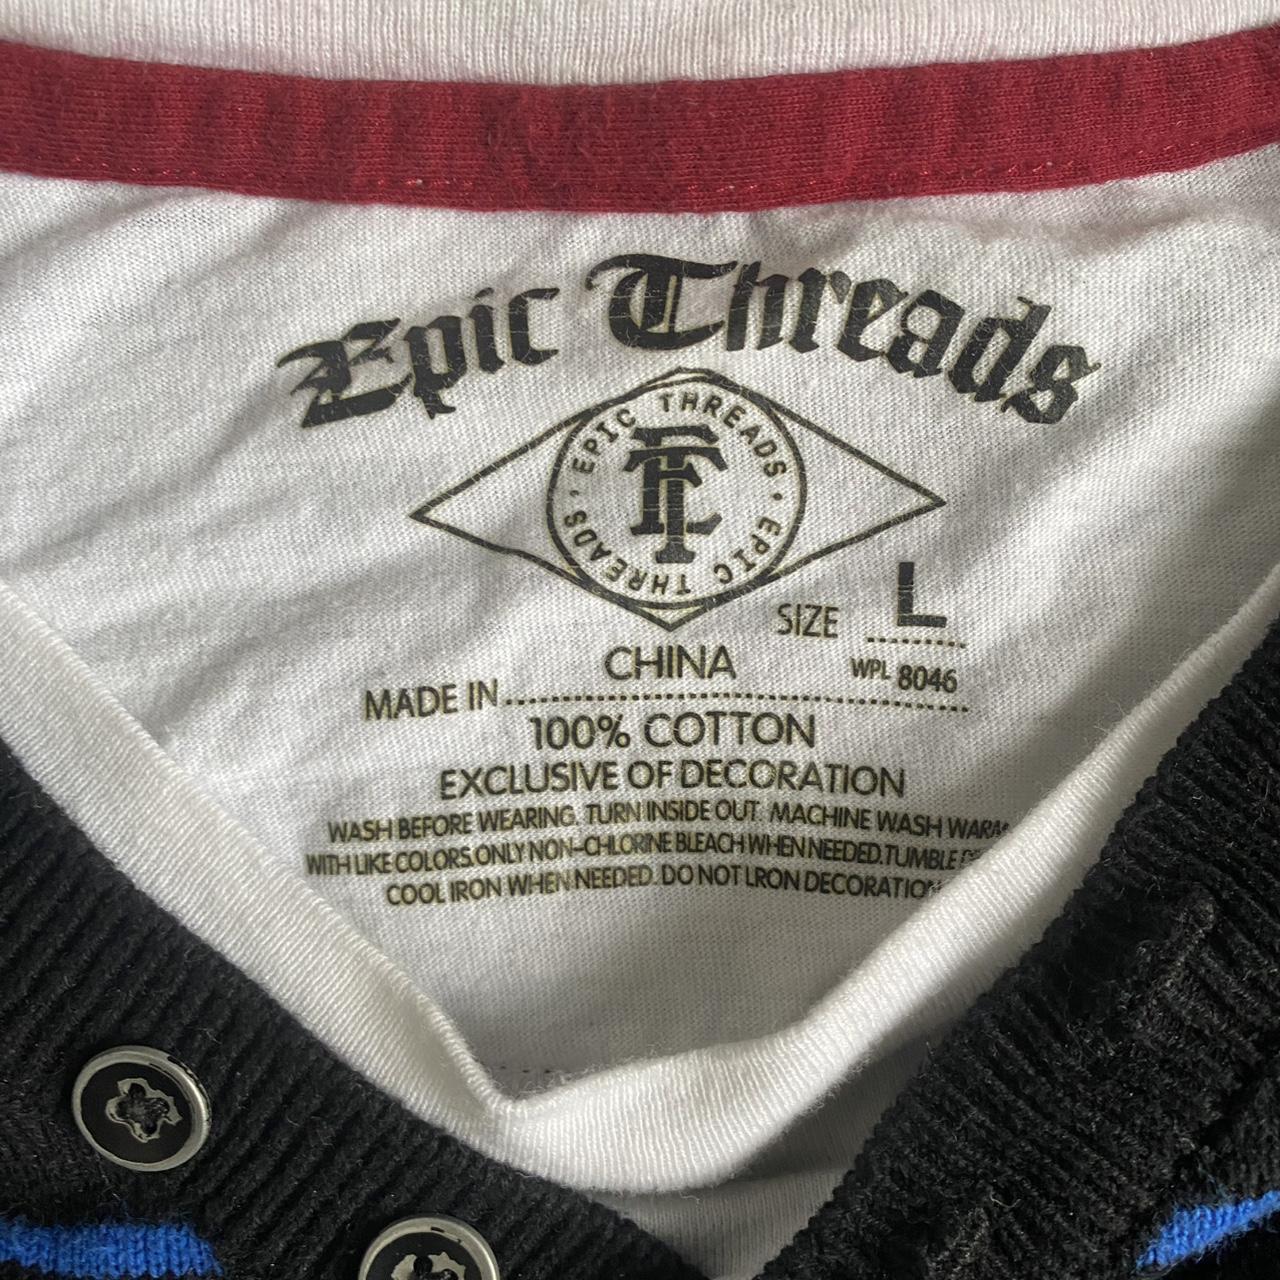 Epic Threads
EPIC THREADS · EPIC THREADS ·
ET
SIZE L
CHINA
WPL 8046
MADE IN
100% COTTON
EXCLUSIVE OF DECORATION
WASH BEFORE WEARING. TURN INSIDE OUT. MACHINE WASH WARM
WITH LIKE COLORS.ONLY NON-CHLORINE BLEACH WHEN NEEDED.TUMBLE
COOL IRON WHEN NEEDED. DO NOT LRON DECORATION